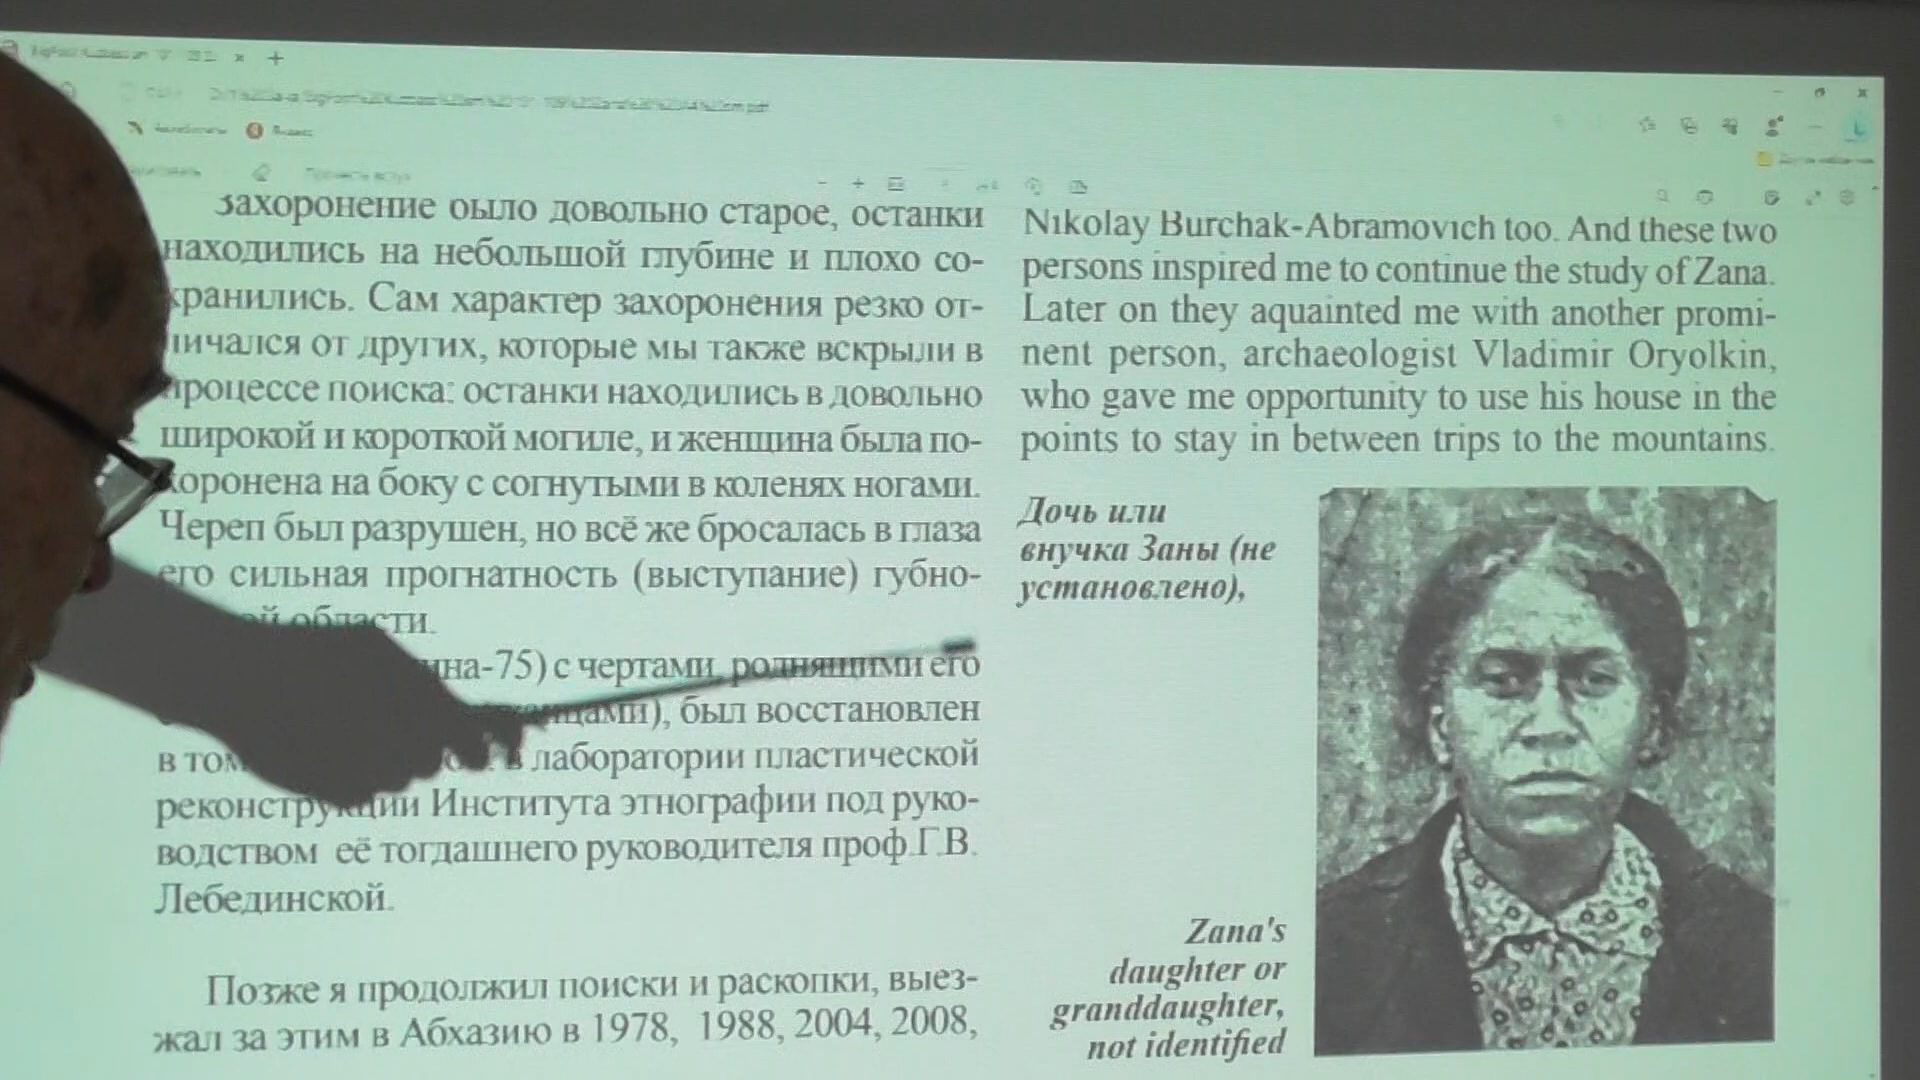 захоронение было довольно старое, останки
находились на небольшой глубине и плохо со-
хранились. Сам характер захоронения резко от-
личался от других, которые мы также вскрыли в
процессе поиска: останки находились в довольно
широкой и короткой могиле, и женщина была по-
хоронена на боку с согнутыми в коленях ногами.
Череп был разрушен, но всё же бросалась в глаза
его сильная прогнатность (выступание) губно-
области.
на-75) с чертами, роднящими его
был восстановлен
в лаборатории пластической
реконструкции Института этнографии под руко-
водством её тогдашнего руководителя проф.Г.В.
Лебединской.
Позже я продолжил поиски и раскопки, выез-
жал за этим в Абхазию в 1978, 1988, 2004, 2008,
Nikolay Burchak-Abramovich too. And these two
persons inspired me to continue the study of Zana.
Later on they aquainted me with another promi-
nent person, archaeologist Vladimir Oryolkin,
who gave me opportunity to use his house in the
points to stay in between trips to the mountains.
Дочь или
внучка Заны (не
установлено),
Zana's
daughter or
granddaughter,
not identified